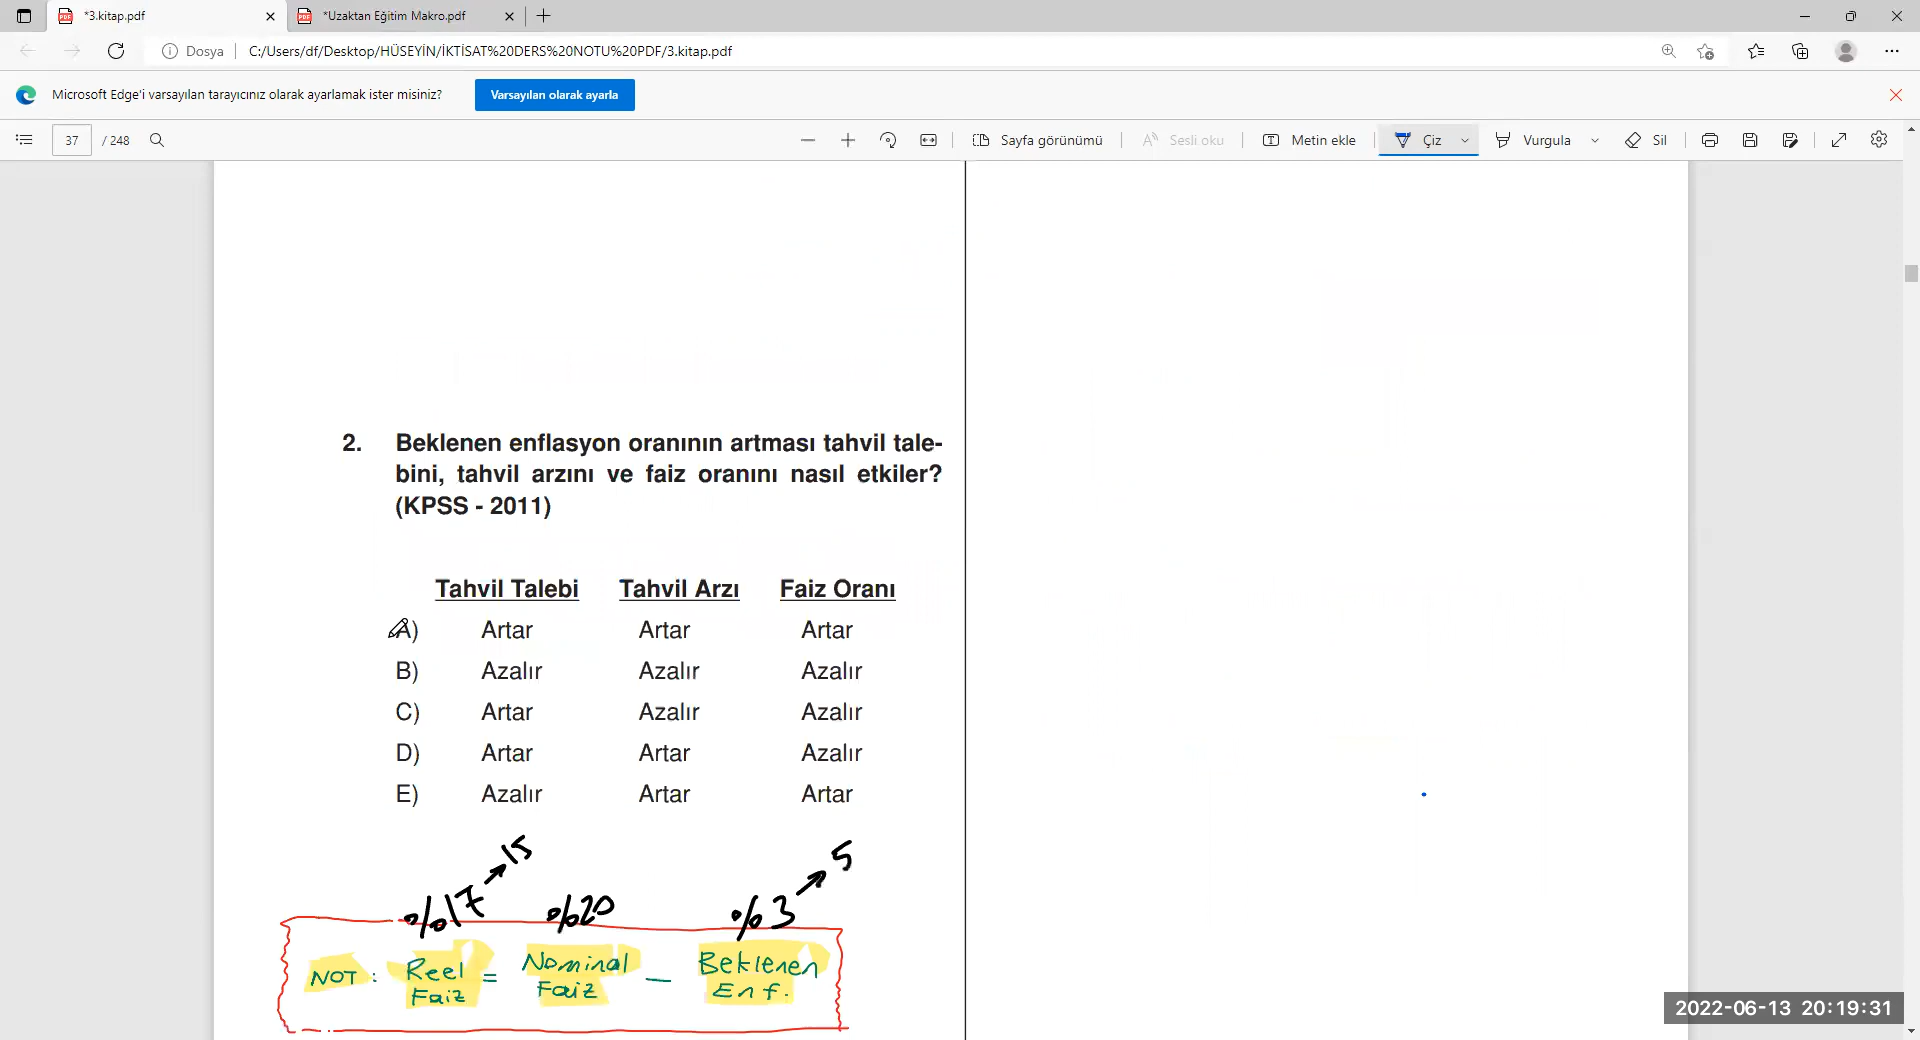 *3.kitap.pdf
*Uzaktan Eğitim Makro.pdf
Dosya
C:/Users/df/Desktop/HÜSEYİN/İKTİSAT%20DERS%20NOTU%20PDF/3.kitap.pdf
Microsoft Edge'i varsayılan tarayıcınız olarak ayarlamak ister misiniz?
Varsayılan olarak ayarla
37 / 248
Sayfa görünümü
Sesli oku
Metin ekle
Çiz
Vurgula
Sil
2. Beklenen enflasyon oranının artması tahvil tale-
bini, tahvil arzını ve faiz oranını nasıl etkiler?
(KPSS - 2011)
Tahvil Talebi Tahvil Arzı Faiz Oranı
A) Artar Artar Artar
B) Azalır Azalır Azalır
C) Artar Azalır Azalır
D) Artar Artar Azalır
E) Azalır Artar Artar
15 5
%17 %20 %3
NOT: Reel Faiz = Nominal Faiz - Beklenen Enf.
2022-06-13 20:19:31